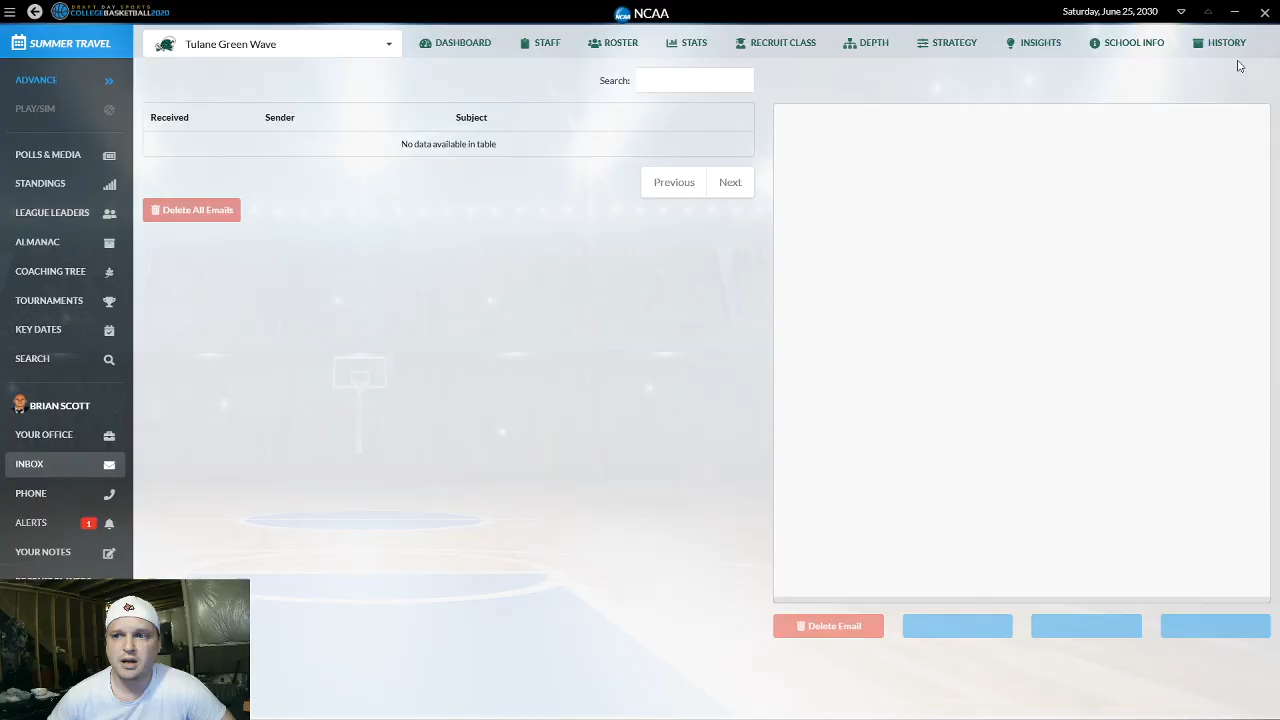 DRAFT DAY SPORTS
COLLEGE BASKETBALL 2020
NCAA
Saturday, June 25, 2030
SUMMER TRAVEL
Tulane Green Wave
DASHBOARD
STAFF
ROSTER
STATS
RECRUIT CLASS
DEPTH
STRATEGY
INSIGHTS
SCHOOL INFO
HISTORY
ADVANCE
PLAY/SIM
POLLS & MEDIA
STANDINGS
LEAGUE LEADERS
ALMANAC
COACHING TREE
TOURNAMENTS
KEY DATES
SEARCH
BRIAN SCOTT
YOUR OFFICE
INBOX
PHONE
ALERTS 1
YOUR NOTES
Search:
Received Sender Subject
No data available in table
Previous Next
Delete All Emails
Delete Email